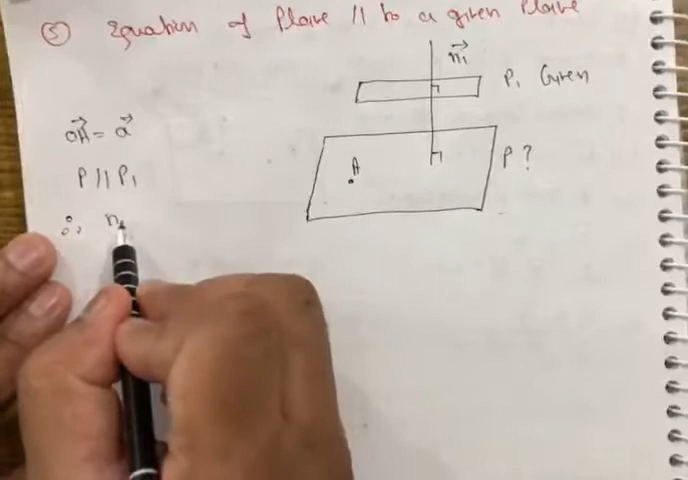 ⑤ Equation of Plane // to a given Plane
n⃗₁
P₁ Given
OA⃗ = a⃗
P // P₁
A
P ?
∴ n